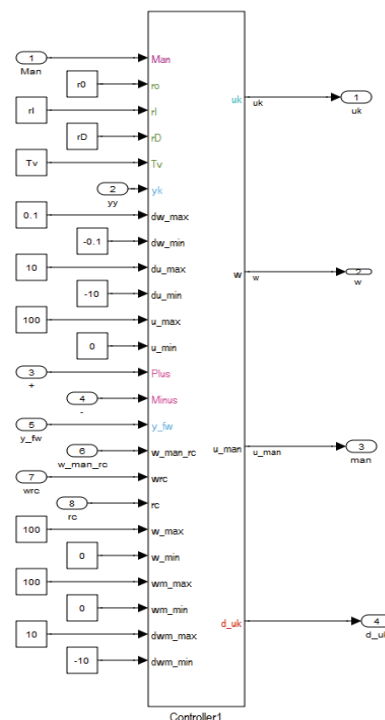 1 Man
Man
r0 ro
uk uk 1
uk
rI rI
rD rD
Tv Tv
2 yk
yy
0.1 dw_max
-0.1 dw_min
10 du_max
w w 2
w
-10 du_min
100 u_max
0 u_min
3 Plus
+
4 Minus
-
5 y_fw
y_fw
6 w_man_rc
w_man_rc
u_man u_man 3
man
7 wrc
wrc
8 rc
rc
100 w_max
0 w_min
100 wm_max
0 wm_min
d_uk 4
d_uk
10 dwm_max
-10 dwm_min
Controller1